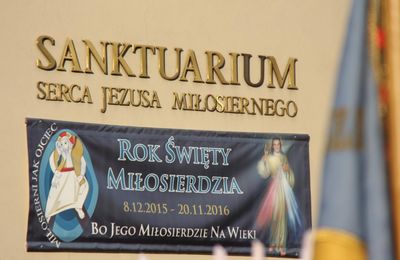 SANKTUARIUM
SERCA JEZUSA MIŁOSIERNEGO
MIŁOSIERNI JAK OJCIEC
ROK ŚWIĘTY
MIŁOSIERDZIA
8.12.2015 - 20.11.2016
BO JEGO MIŁOSIERDZIE NA WIEKI